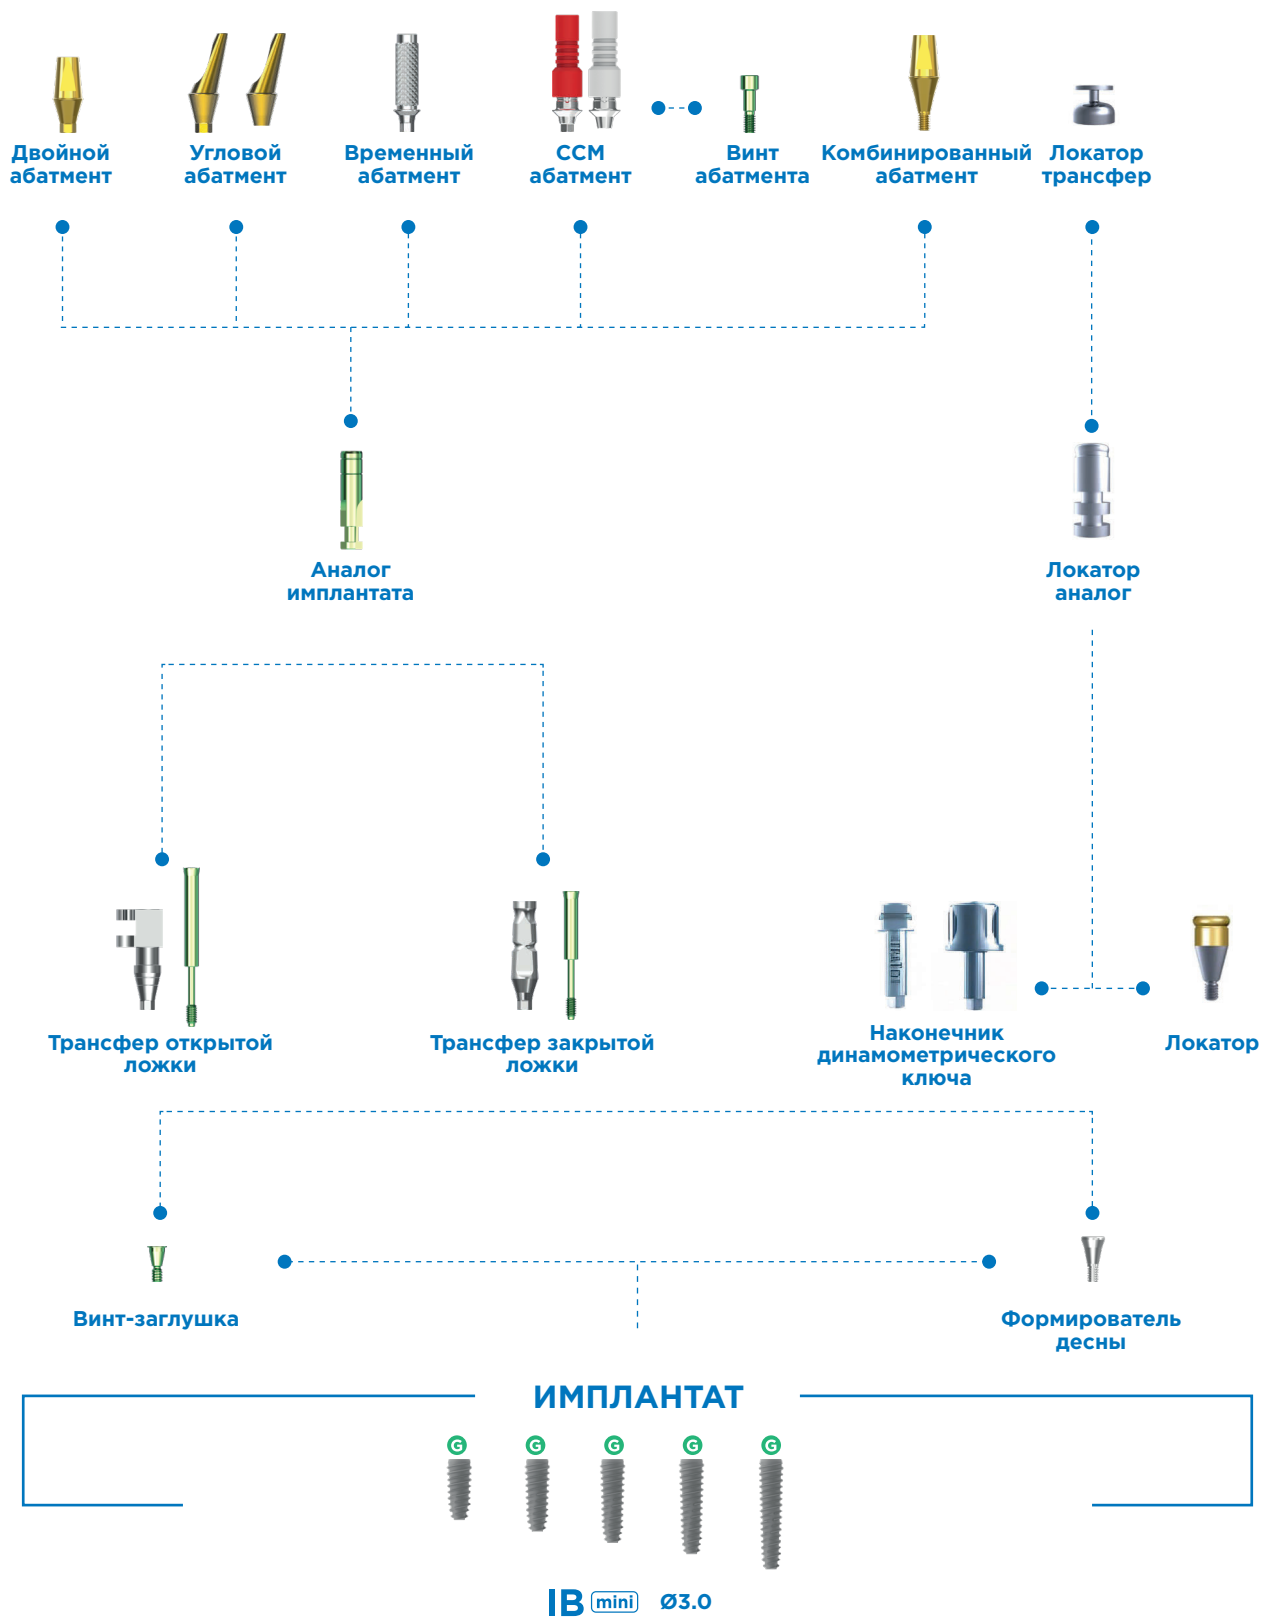 Двойной
абатмент
Угловой
абатмент
Временный
абатмент
ССМ
абатмент
Винт
абатмента
Комбинированный
абатмент
Локатор
трансфер
Аналог
имплантата
Локатор
аналог
Трансфер открытой
ложки
Трансфер закрытой
ложки
Наконечник
динамометрического
ключа
Локатор
Винт-заглушка
Формирователь
десны
ИМПЛАНТАТ
G G G G G
IB mini Ø3.0